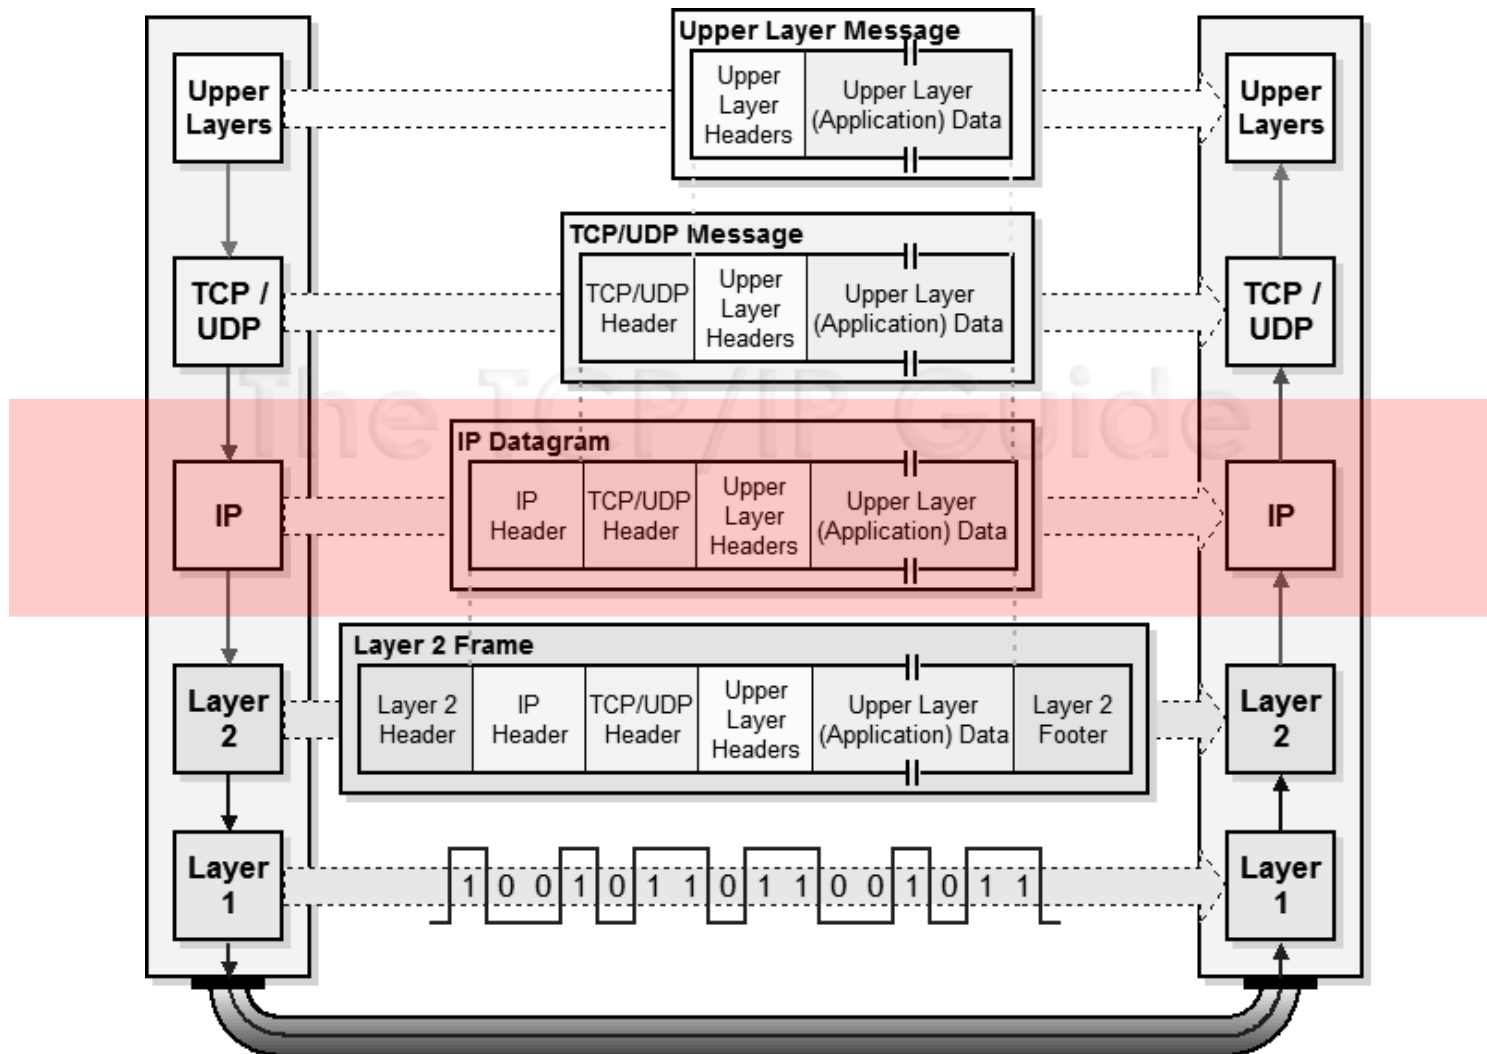 Upper Layer Message
Upper
Layers
Upper
Layer
Headers
Upper Layer
(Application) Data
Upper
Layers
TCP/UDP Message
TCP /
UDP
TCP/UDP
Header
Upper
Layer
Headers
Upper Layer
(Application) Data
TCP /
UDP
The TCP/IP Guide
IP Datagram
IP
IP
Header
TCP/UDP
Header
Upper
Layer
Headers
Upper Layer
(Application) Data
IP
Layer 2 Frame
Layer
2
Layer 2
Header
IP
Header
TCP/UDP
Header
Upper
Layer
Headers
Upper Layer
(Application) Data
Layer 2
Footer
Layer
2
Layer
1
1 0 0 1 0 1 1 0 1 1 0 0 1 0 1 1
Layer
1